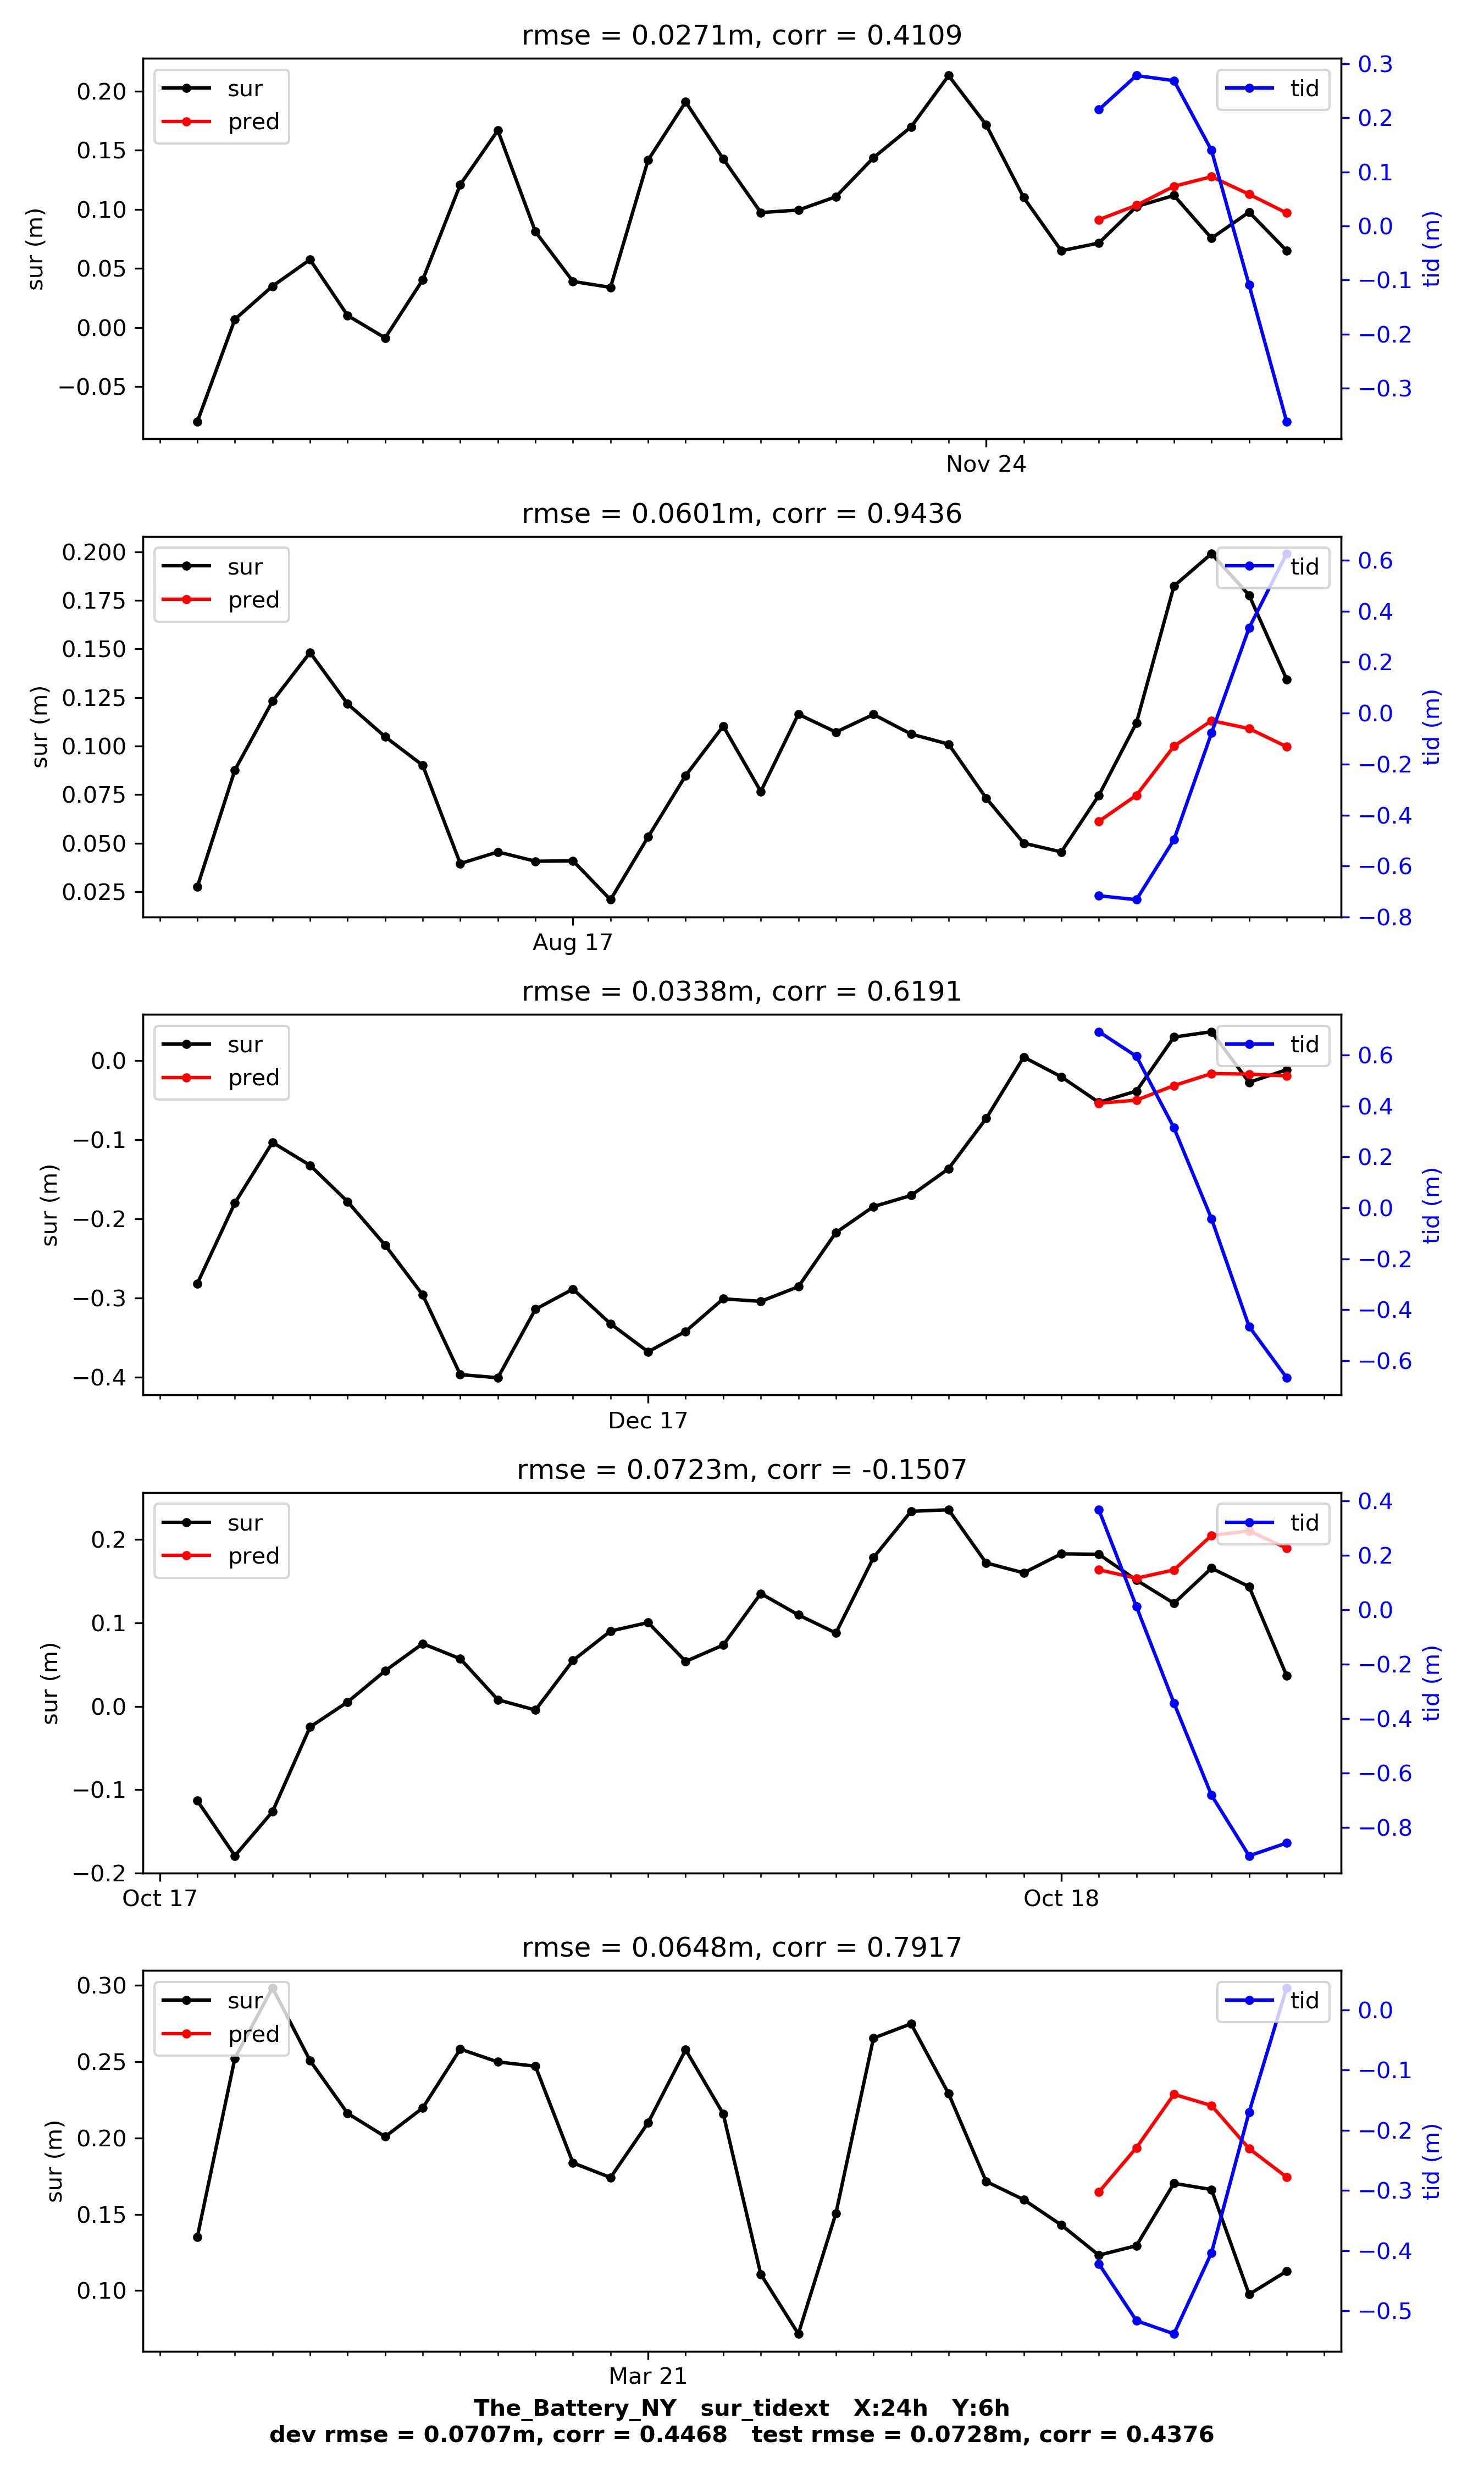 rmse = 0.0271m, corr = 0.4109
sur
pred
tid
0.20
0.15
0.10
0.05
0.00
−0.05
sur (m)
0.3
0.2
0.1
0.0
−0.1
−0.2
−0.3
tid (m)
Nov 24
rmse = 0.0601m, corr = 0.9436
sur
pred
tid
0.200
0.175
0.150
0.125
0.100
0.075
0.050
0.025
sur (m)
0.6
0.4
0.2
0.0
−0.2
−0.4
−0.6
−0.8
tid (m)
Aug 17
rmse = 0.0338m, corr = 0.6191
sur
pred
tid
0.0
−0.1
−0.2
−0.3
−0.4
sur (m)
0.6
0.4
0.2
0.0
−0.2
−0.4
−0.6
tid (m)
Dec 17
rmse = 0.0723m, corr = -0.1507
sur
pred
tid
0.2
0.1
0.0
−0.1
−0.2
sur (m)
0.4
0.2
0.0
−0.2
−0.4
−0.6
−0.8
tid (m)
Oct 17
Oct 18
rmse = 0.0648m, corr = 0.7917
sur
pred
tid
0.30
0.25
0.20
0.15
0.10
sur (m)
0.0
−0.1
−0.2
−0.3
−0.4
−0.5
tid (m)
Mar 21
The_Battery_NY sur_tidext X:24h Y:6h
dev rmse = 0.0707m, corr = 0.4468 test rmse = 0.0728m, corr = 0.4376